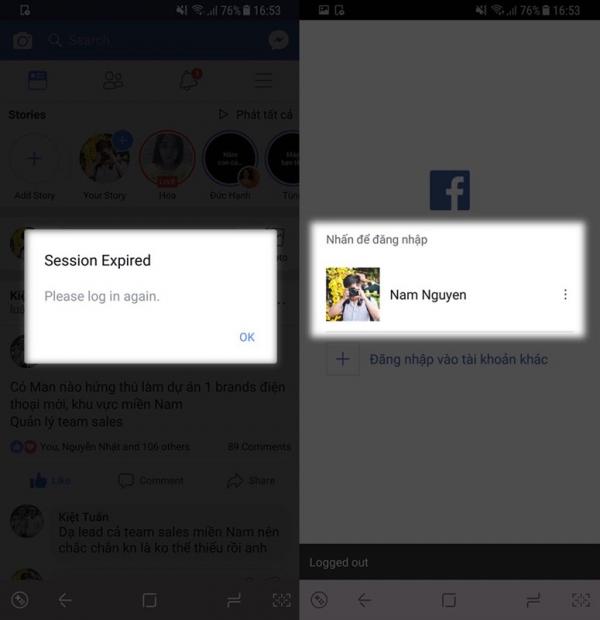 76% 16:53
Search
1
Stories
Phát tất cả
Add Story
Your Story
LIVE
Hóa
Đức Hạnh
Session Expired
Please log in again.
OK
Có Man nào hứng thú làm dự án 1 brands điện
thoại mới, khu vực miền Nam
Quản lý team sales
You, Nguyễn Nhật and 106 others
89 Comments
Like
Comment
Share
Kiệt Tuấn
Dạ lead cả team sales miền Nam nên
chắc chắn kn là ko thể thiếu rồi anh
76% 16:53
f
Nhấn để đăng nhập
Nam Nguyen
Đăng nhập vào tài khoản khác
Logged out